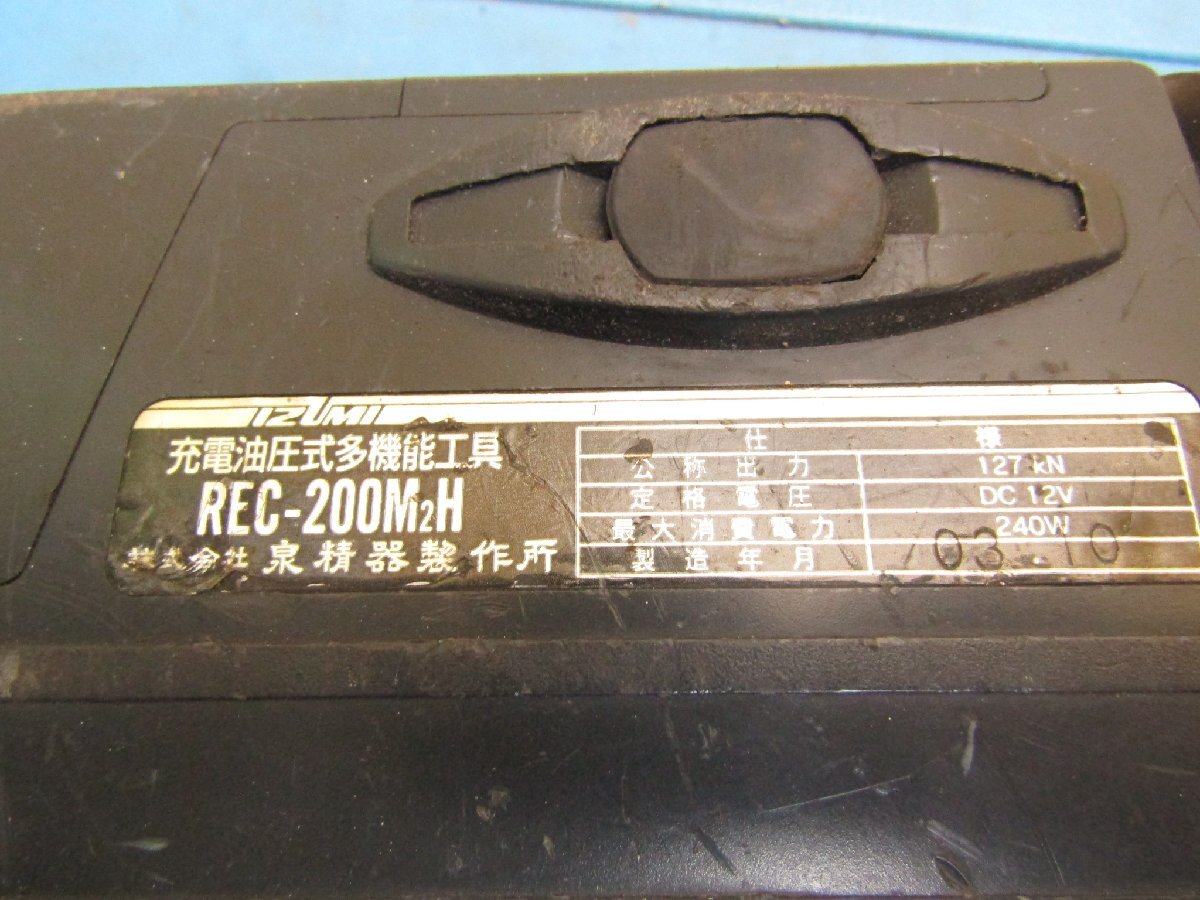 IZUMI
充電油圧式多機能工具
REC-200M₂H
株式会社 泉精器製作所
仕 様
公称出力 127 kN
定格電圧 DC 12V
最大消費電力 240W
製造年月 03 10